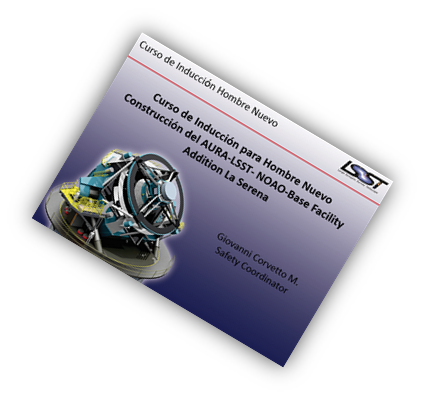 Curso de Inducción Hombre Nuevo
LSST
Curso de Inducción para Hombre Nuevo
Construcción del AURA-LSST- NOAO-Base Facility
Addition La Serena
Giovanni Corvetto M.
Safety Coordinator